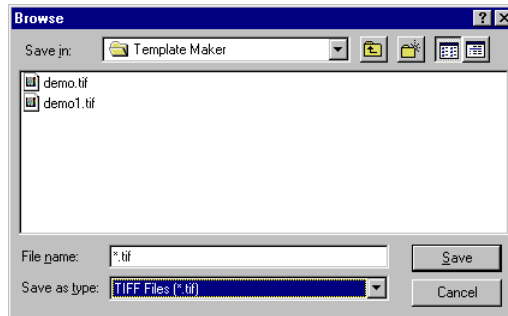 Browse
Save in: Template Maker
demo.tif
demo1.tif
File name: *.tif Save
Save as type: TIFF Files (*.tif) Cancel